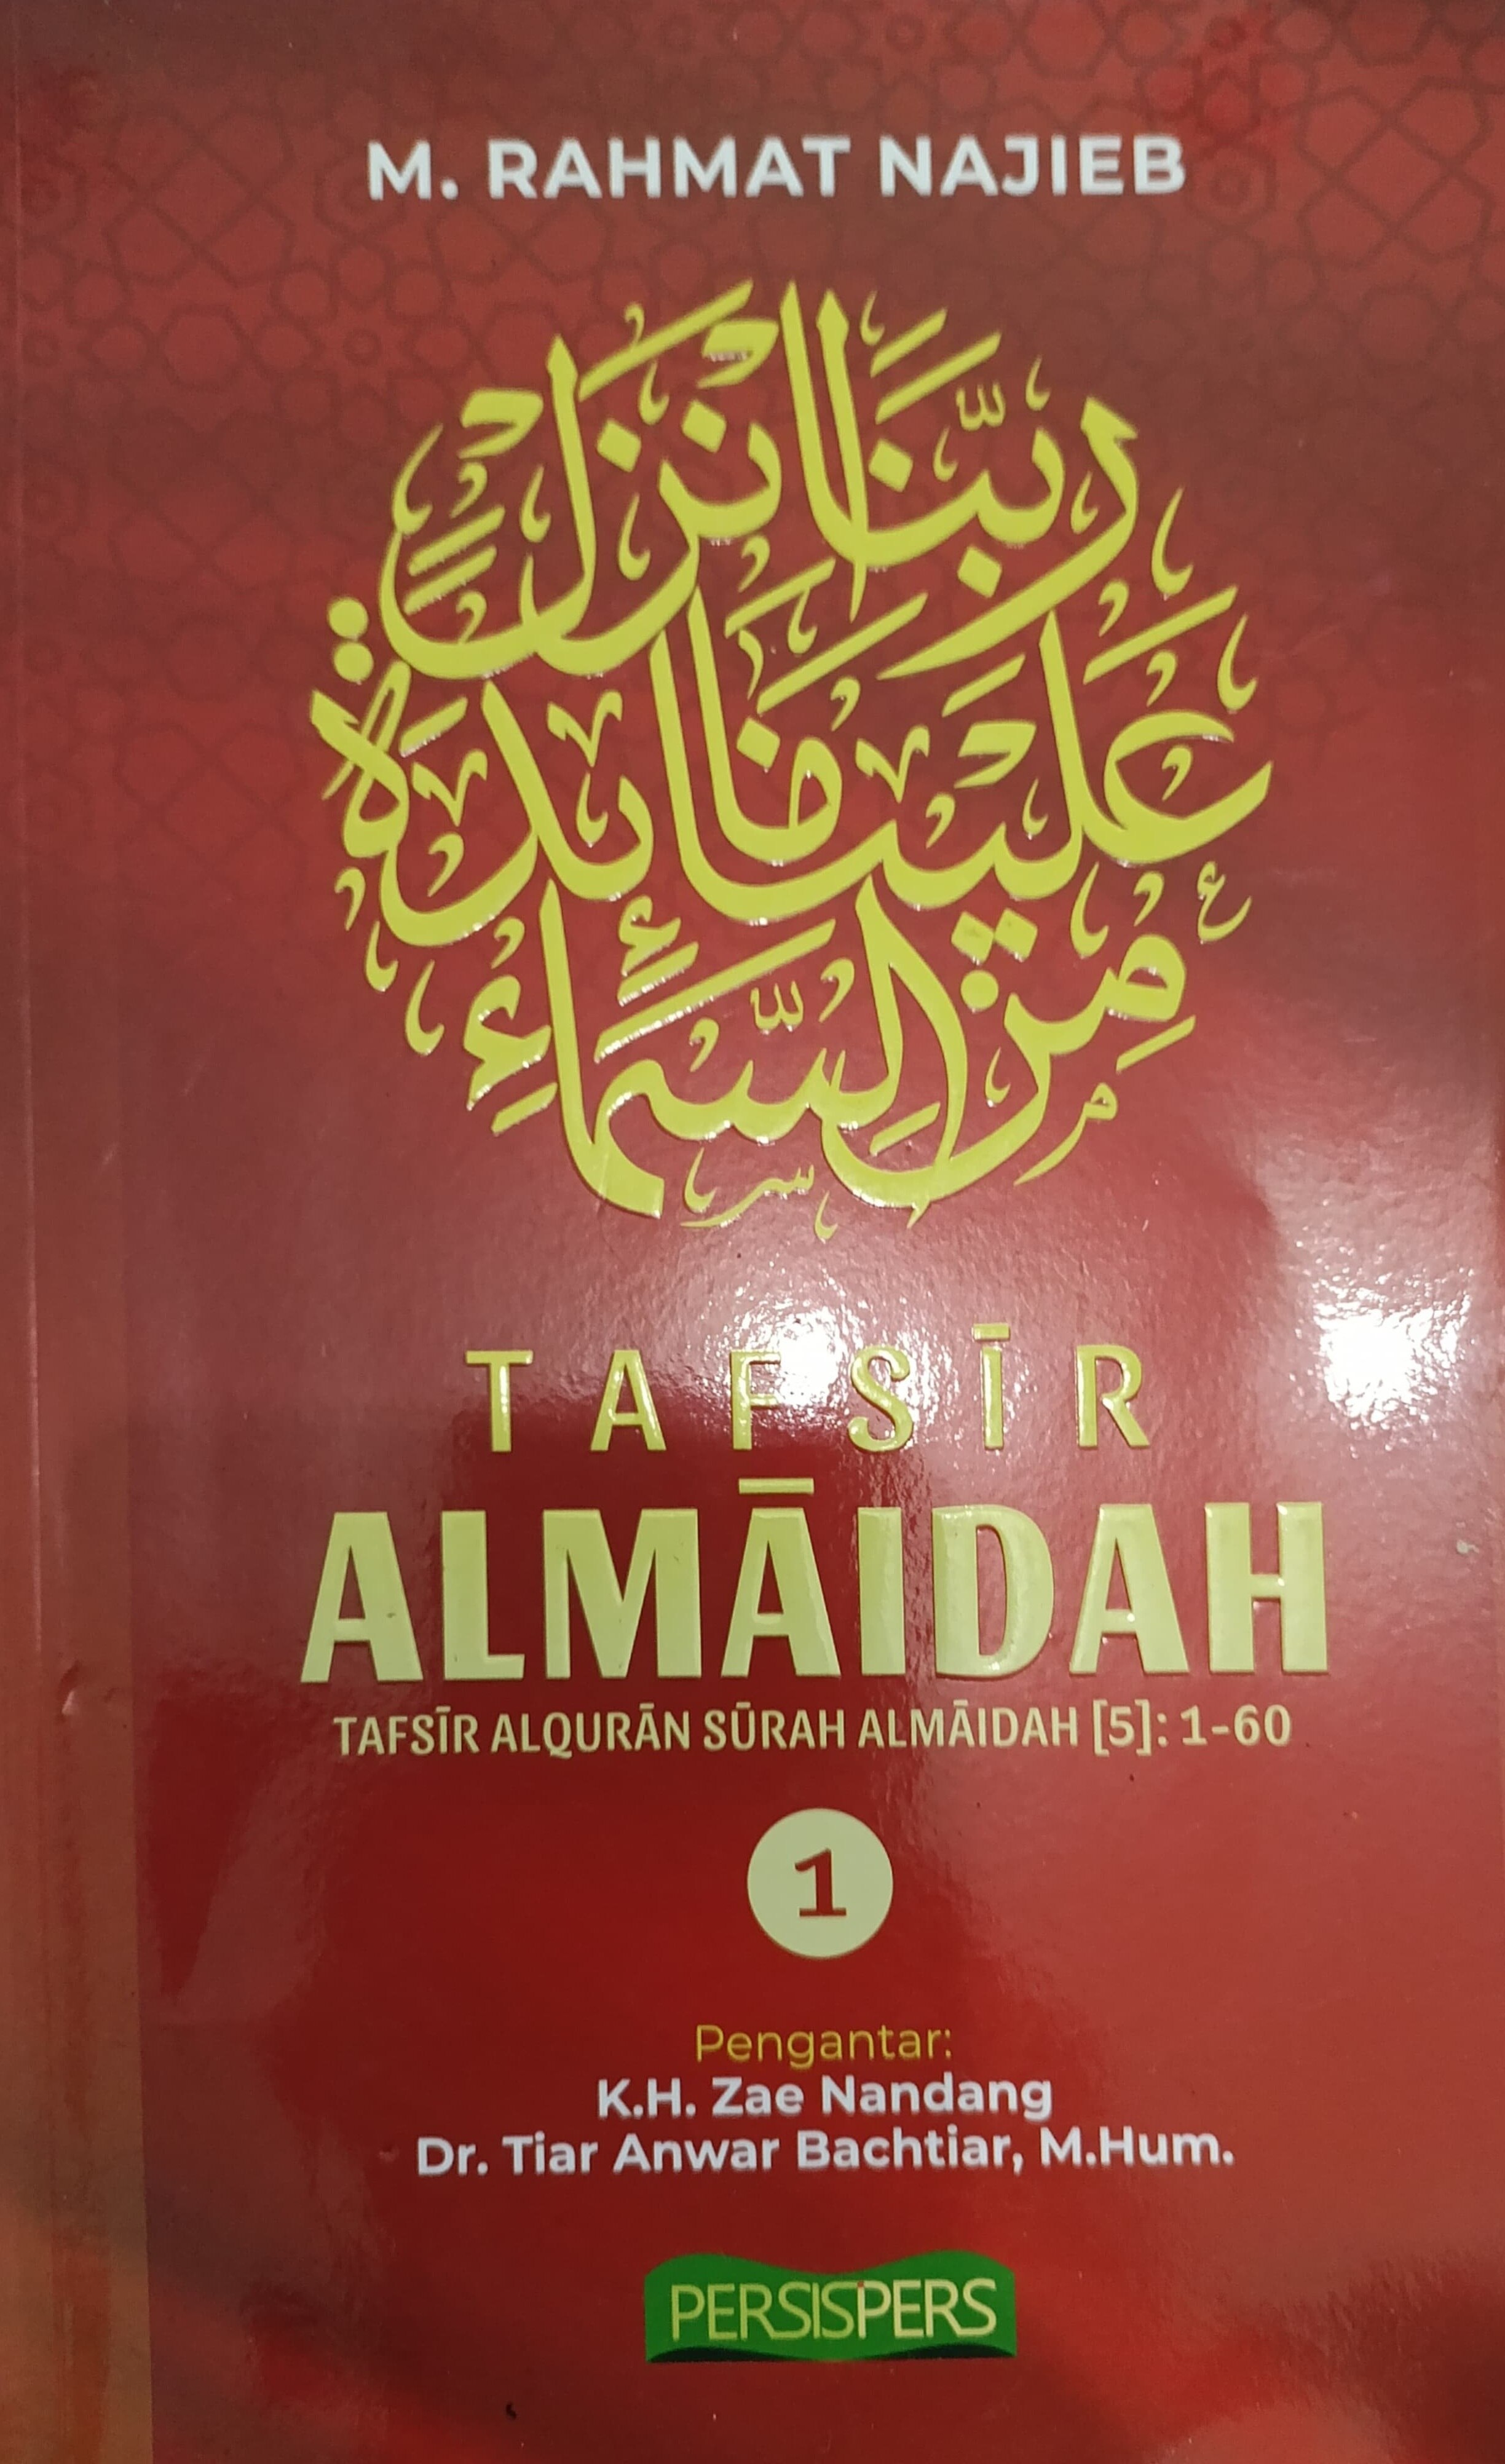 M. RAHMAT NAJIEB
رَبَّنَا أَنْزِلْ
عَلَيْنَا مَائِدَةً
مِنَ السَّمَاءِ
TAFSĪR
ALMĀIDAH
TAFSĪR ALQURĀN SŪRAH ALMĀIDAH [5]: 1-60
1
Pengantar:
K.H. Zae Nandang
Dr. Tiar Anwar Bachtiar, M.Hum.
PERSISPERS